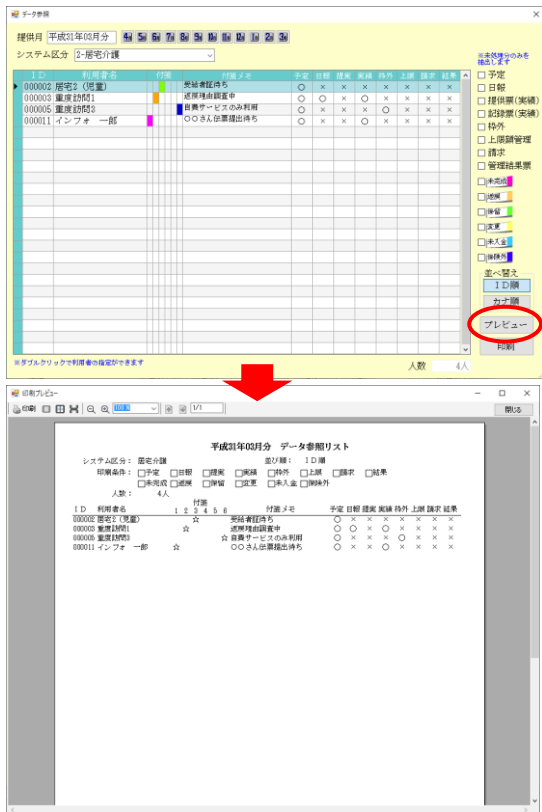 データ参照
提供月 平成31年03月分 4月 5月 6月 7月 8月 9月 10月 11月 12月 1月 2月 3月
システム区分 2-居宅介護
※未処理分のみを抽出します
ID 利用者名 付箋 付箋メモ 予定 日報 提実 実績 枠外 上限 請求 結果
000002 居宅2（児童） 受給者証待ち ○ × × × × × × ×
000003 重度訪問1 返戻理由調査中 ○ ○ × ○ × × × ×
000005 重度訪問3 自費サービスのみ利用 ○ × × × ○ × × ×
000011 インフォ 一郎 ○○さん伝票提出待ち ○ × × ○ × × × ×
予定
日報
提供票(実績)
記録票(実績)
枠外
上限額管理
請求
管理結果票
未完成
返戻
保留
変更
未入金
保険外
並べ替え
ID順
カナ順
プレビュー
印刷
※ダブルクリックで利用者の指定ができます
人数 4人
印刷プレビュー
印刷 100% 1/1 閉じる
平成31年03月分 データ参照リスト
システム区分： 居宅介護 並び順： ID順
印刷条件： □予定 □日報 □提実 □実績 □枠外 □上限 □請求 □結果
□未完成 □返戻 □保留 □変更 □未入金 □保険外
人数： 4人
付箋
ID 利用者名 1 2 3 4 5 6 付箋メモ 予定 日報 提実 実績 枠外 上限 請求 結果
000002 居宅2（児童） ☆ 受給者証待ち ○ × × × × × × ×
000003 重度訪問1 ☆ 返戻理由調査中 ○ ○ × ○ × × × ×
000005 重度訪問3 ☆ 自費サービスのみ利用 ○ × × × ○ × × ×
000011 インフォ 一郎 ☆ ○○さん伝票提出待ち ○ × × ○ × × × ×